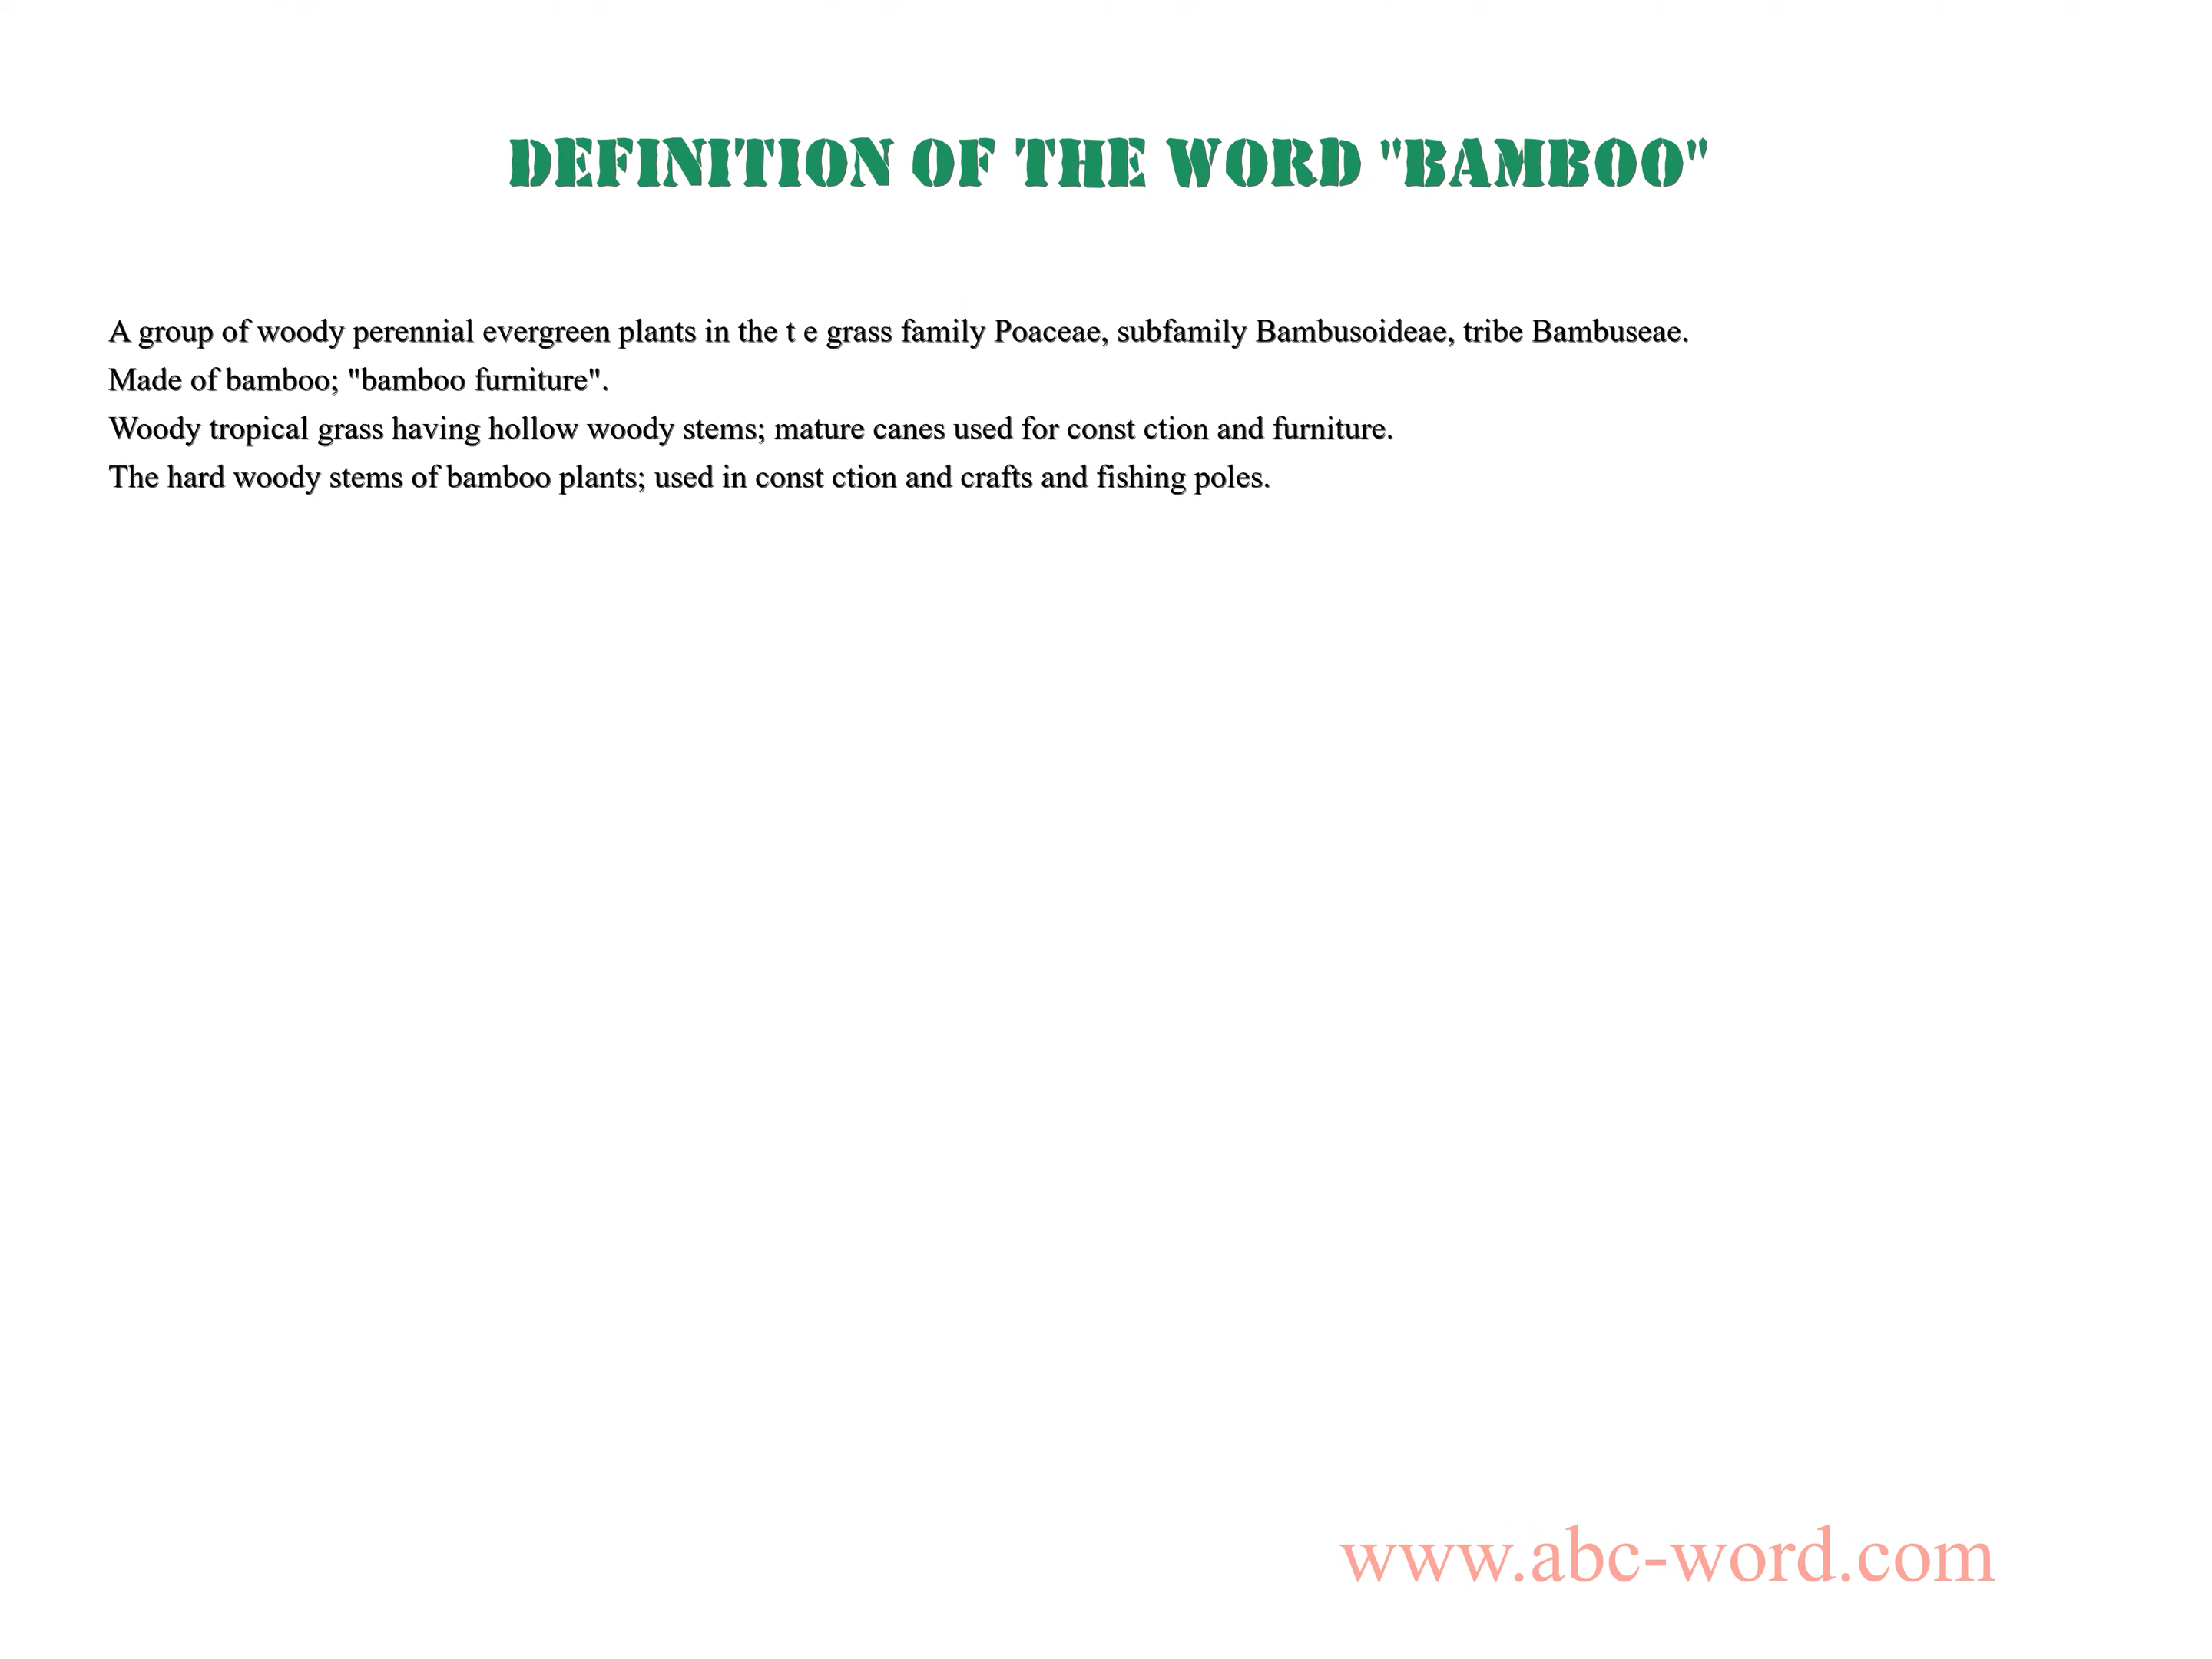 DEFINITION OF THE WORD "BAMBOO"
A group of woody perennial evergreen plants in the t e grass family Poaceae, subfamily Bambusoideae, tribe Bambuseae.
Made of bamboo; "bamboo furniture".
Woody tropical grass having hollow woody stems; mature canes used for const ction and furniture.
The hard woody stems of bamboo plants; used in const ction and crafts and fishing poles.
www.abc-word.com